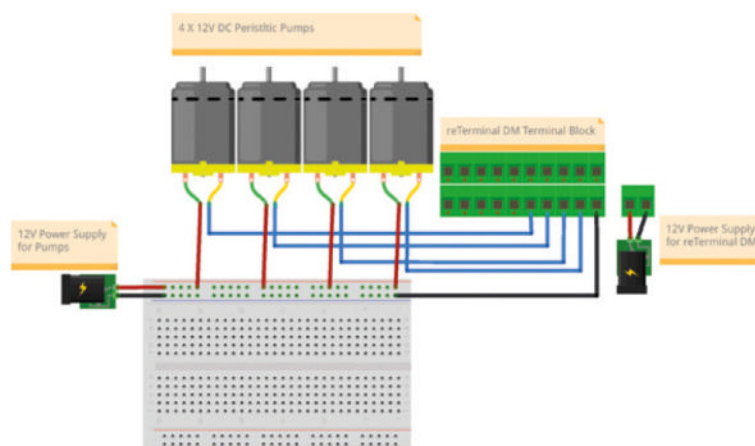 4 X 12V DC Peristltic Pumps
reTerminal DM Terminal Block
12V Power Supply
for Pumps
12V Power Supply
for reTerminal DM